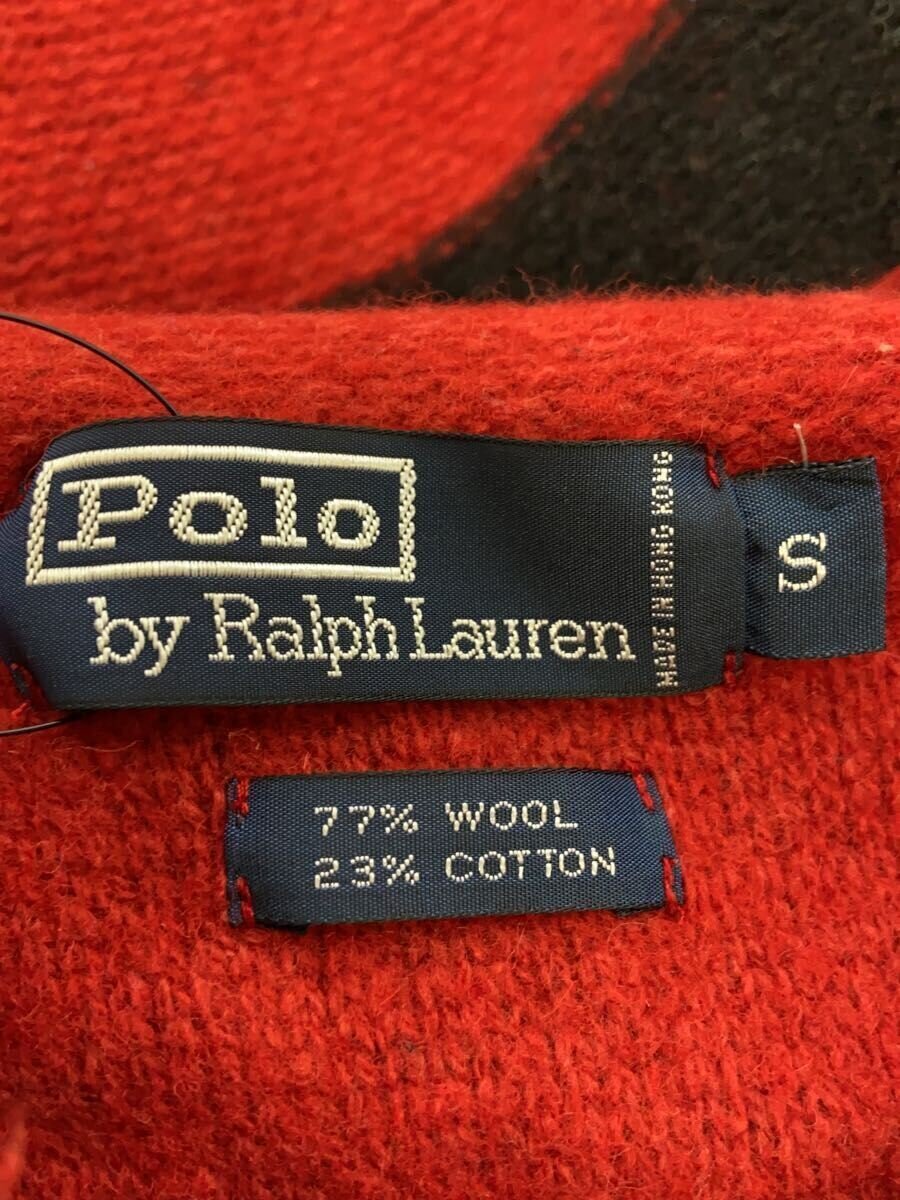 Polo
by Ralph Lauren
MADE IN HONG KONG
S
77% WOOL
23% COTTON